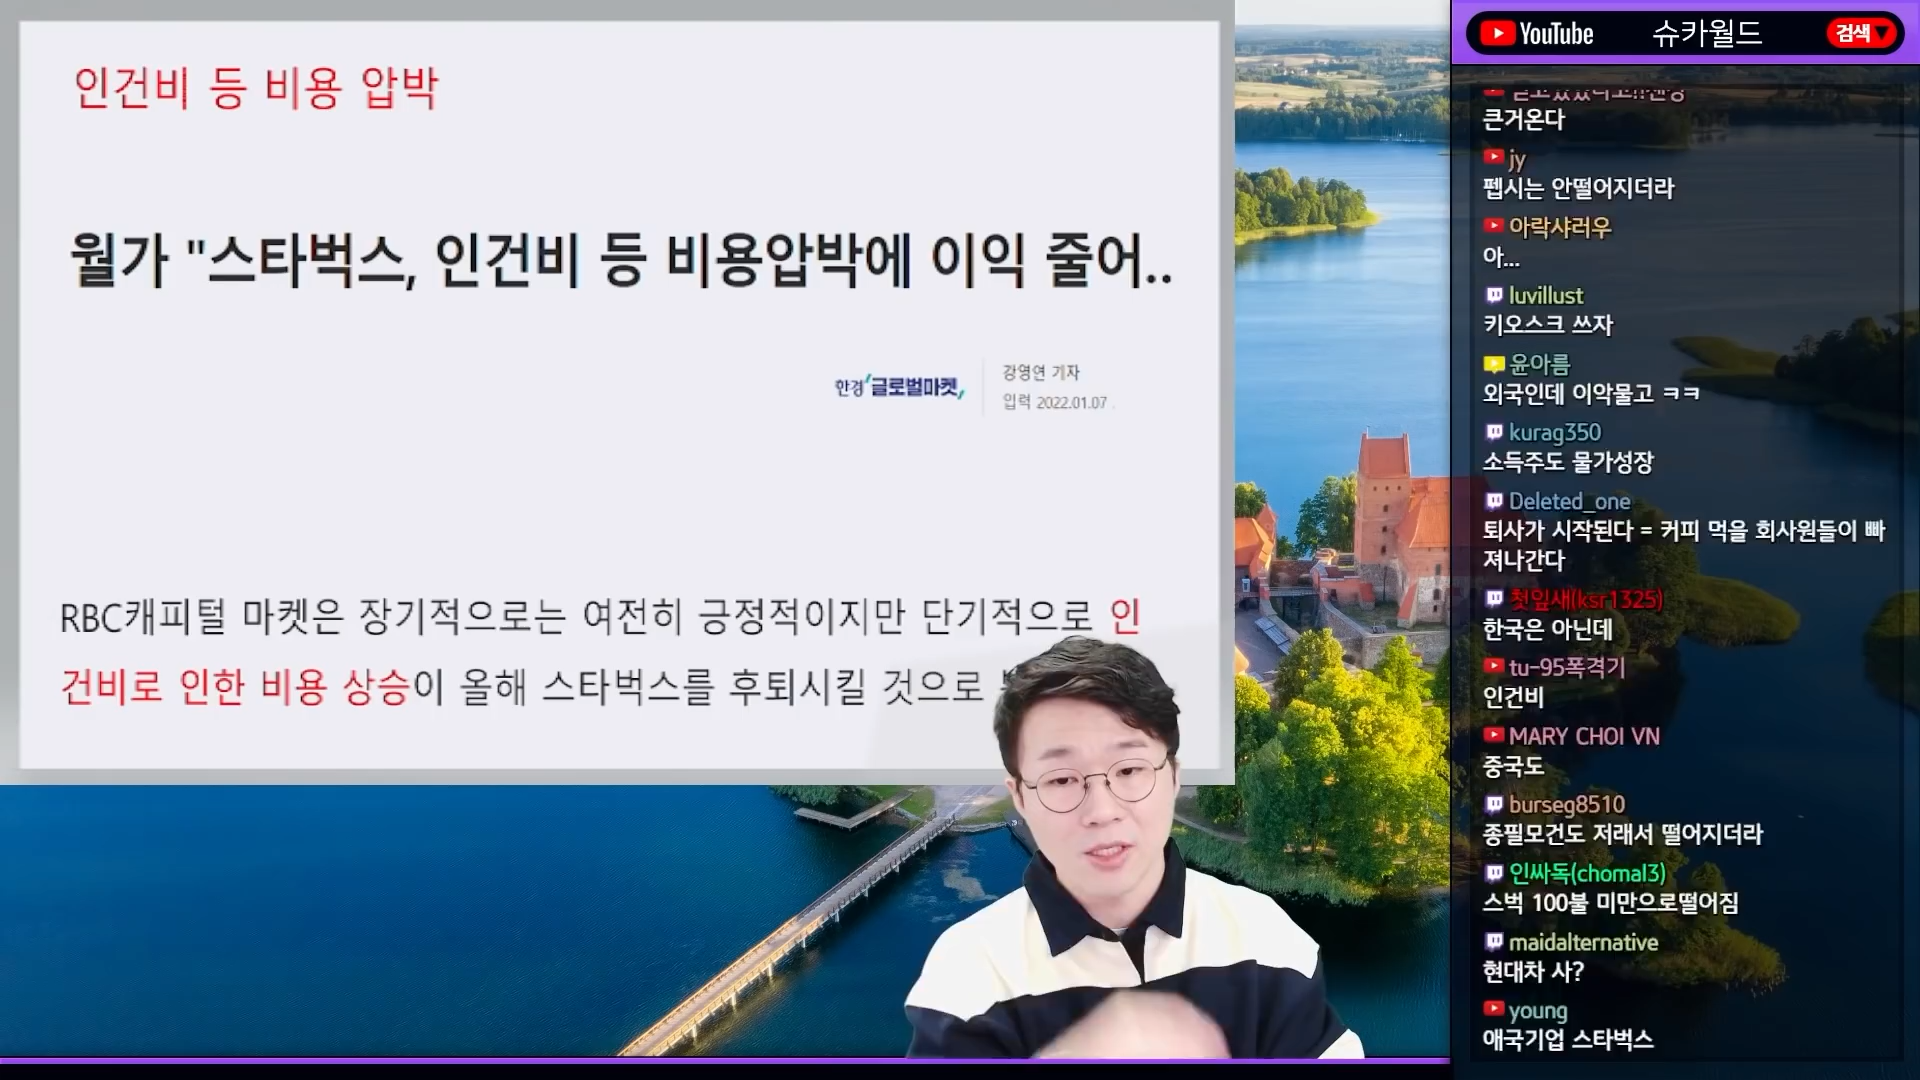 인건비 등 비용 압박
월가 "스타벅스, 인건비 등 비용압박에 이익 줄어..
한경 글로벌마켓
강영연 기자
입력 2022.01.07 .
RBC캐피털 마켓은 장기적으로는 여전히 긍정적이지만 단기적으로 인
건비로 인한 비용 상승이 올해 스타벅스를 후퇴시킬 것으로
YouTube 슈카월드 검색▼
큰거온다
jy
펩시는 안떨어지더라
아락샤러우
아...
luvillust
키오스크 쓰자
윤아름
외국인데 이악물고 ㅋㅋ
kurag350
소득주도 물가성장
Deleted_one
퇴사가 시작된다 = 커피 먹을 회사원들이 빠
져나간다
첫잎새(ksr1325)
한국은 아닌데
tu-95폭격기
인건비
MARY CHOI VN
중국도
burseg8510
종필모건도 저래서 떨어지더라
인싸독(chomal3)
스벅 100불 미만으로떨어짐
maidalternative
현대차 사?
young
애국기업 스타벅스